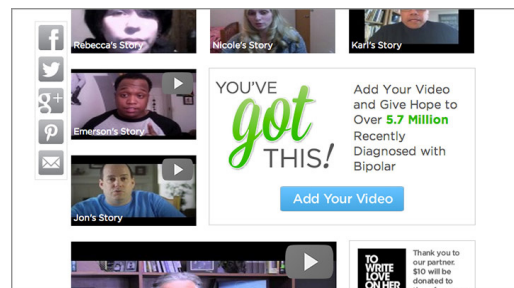 Rebecca's Story
Nicole's Story
Karl's Story
g+
Emerson's Story
YOU'VE
got
THIS!
Add Your Video
and Give Hope to
Over 5.7 Million
Recently
Diagnosed with
Bipolar
Add Your Video
Jon's Story
TO
WRITE
LOVE
ON HER
Thank you to
our partner.
$10 will be
donated to